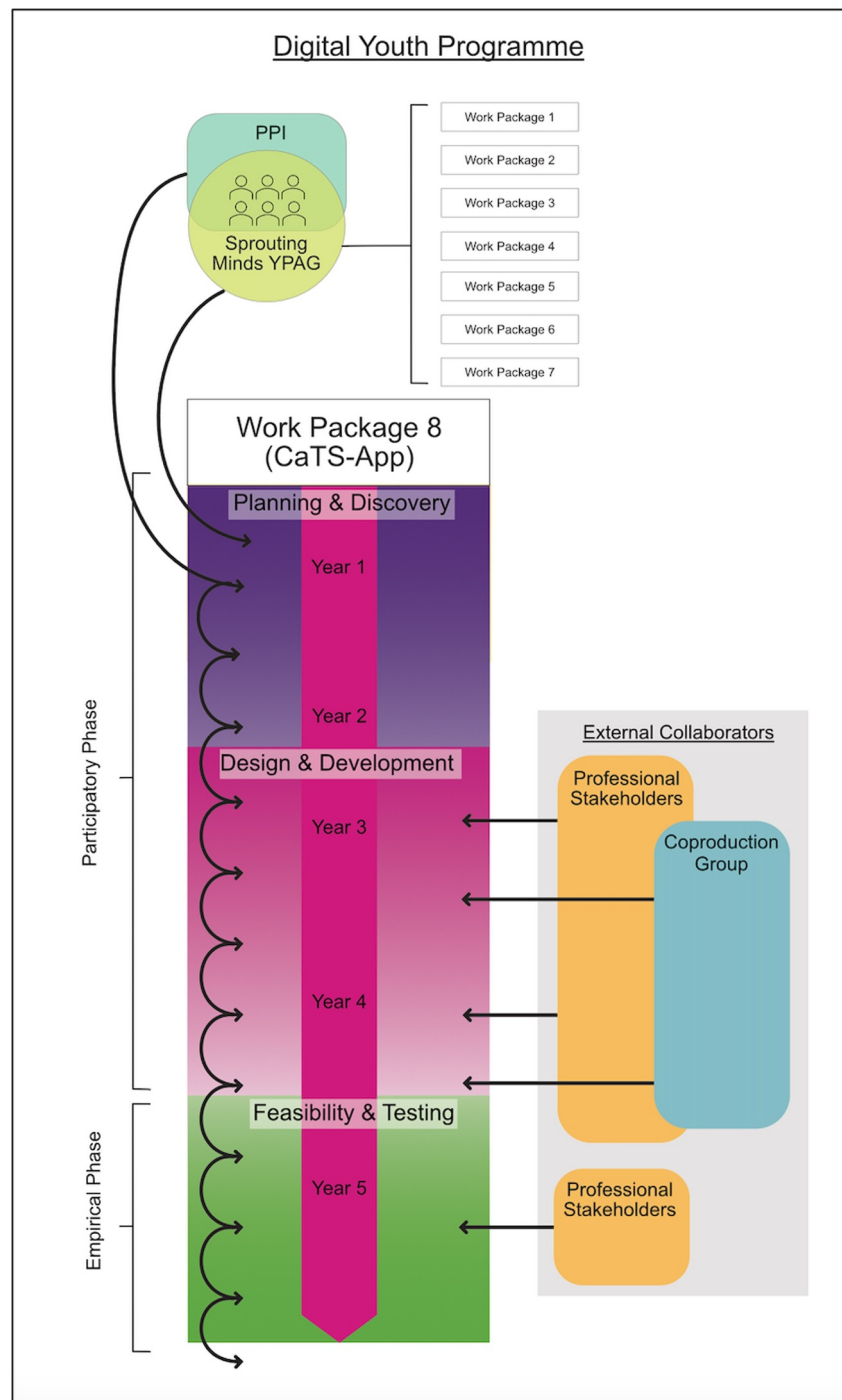 Digital Youth Programme
PPI
Sprouting
Minds YPAG
Work Package 1
Work Package 2
Work Package 3
Work Package 4
Work Package 5
Work Package 6
Work Package 7
Work Package 8
(CaTS-App)
Participatory Phase
Planning & Discovery
Year 1
Year 2
Design & Development
Year 3
Year 4
External Collaborators
Professional
Stakeholders
Coproduction
Group
Empirical Phase
Feasibility & Testing
Year 5
Professional
Stakeholders